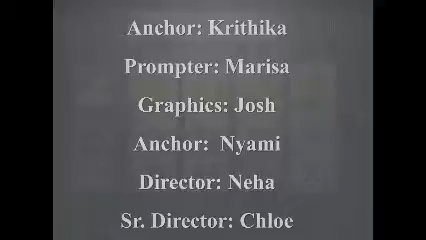 Anchor: Krithika
Prompter: Marisa
Graphics: Josh
Anchor: Nyami
Director: Neha
Sr. Director: Chloe